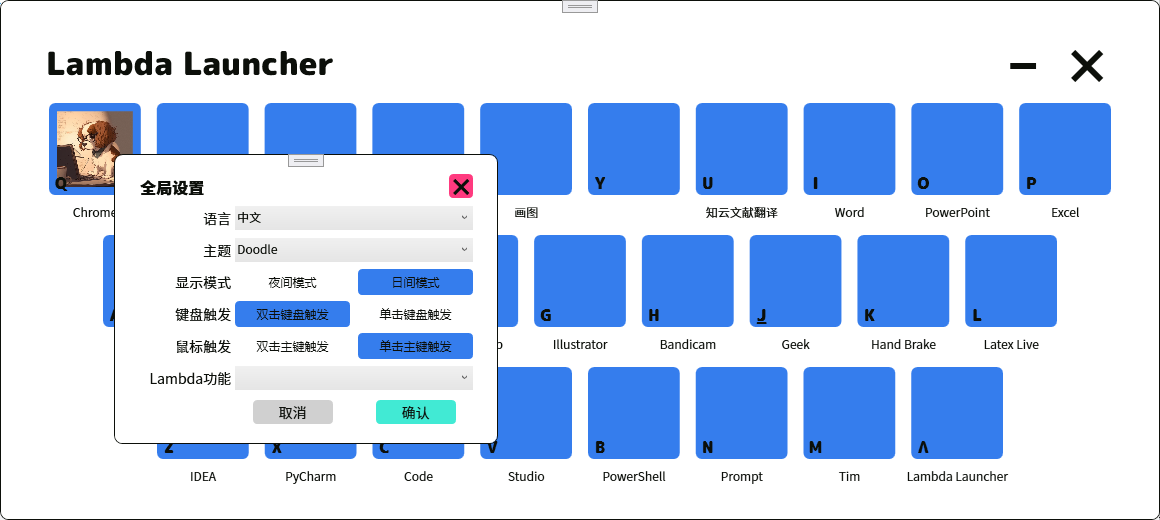 Lambda Launcher
Q
Y
U
I
O
P
Chrome
画图
知云文献翻译
Word
PowerPoint
Excel
全局设置
语言 中文
主题 Doodle
显示模式 夜间模式 日间模式
键盘触发 双击键盘触发 单击键盘触发
鼠标触发 双击主键触发 单击主键触发
Lambda功能
取消 确认
G
H
J
K
L
Illustrator
Bandicam
Geek
Hand Brake
Latex Live
Z
X
C
V
B
N
M
Λ
IDEA
PyCharm
Code
Studio
PowerShell
Prompt
Tim
Lambda Launcher